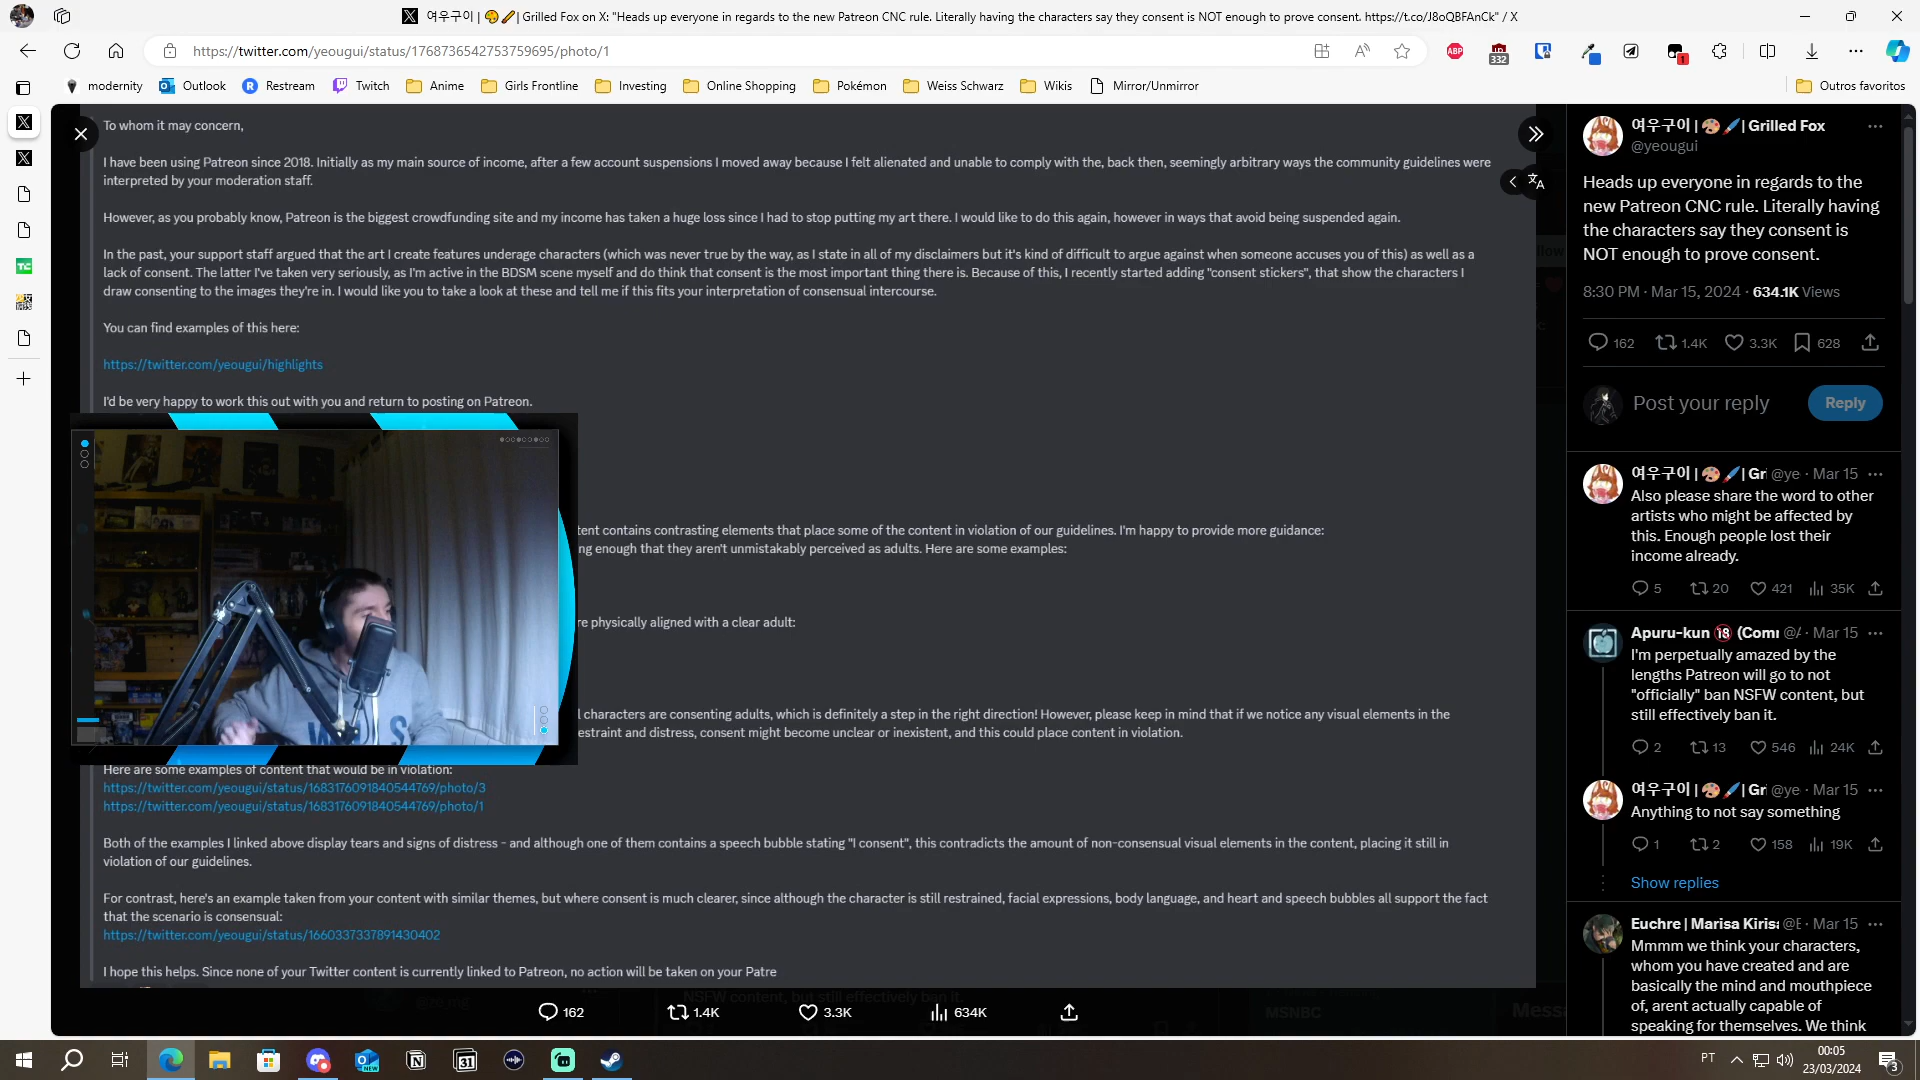 여우구이 | 🎨🖌| Grilled Fox on X: "Heads up everyone in regards to the new Patreon CNC rule. Literally having the characters say they consent is NOT enough to prove consent. https://t.co/J8oQBFAnCk" / X
https://twitter.com/yeougui/status/1768736542753759695/photo/1
ABP
332
1
modernity
Outlook
Restream
Twitch
Anime
Girls Frontline
Investing
Online Shopping
Pokémon
Weiss Schwarz
Wikis
Mirror/Unmirror
Outros favoritos
To whom it may concern,
I have been using Patreon since 2018. Initially as my main source of income, after a few account suspensions I moved away because I felt alienated and unable to comply with the, back then, seemingly arbitrary ways the community guidelines were
interpreted by your moderation staff.
However, as you probably know, Patreon is the biggest crowdfunding site and my income has taken a huge loss since I had to stop putting my art there. I would like to do this again, however in ways that avoid being suspended again.
In the past, your support staff argued that the art I create features underage characters (which was never true by the way, as I state in all of my disclaimers but it's kind of difficult to argue against when someone accuses you of this) as well as a
lack of consent. The latter I've taken very seriously, as I'm active in the BDSM scene myself and do think that consent is the most important thing there is. Because of this, I recently started adding "consent stickers", that show the characters I
draw consenting to the images they're in. I would like you to take a look at these and tell me if this fits your interpretation of consensual intercourse.
You can find examples of this here:
https://twitter.com/yeougui/highlights
I'd be very happy to work this out with you and return to posting on Patreon.
tent contains contrasting elements that place some of the content in violation of our guidelines. I'm happy to provide more guidance:
ng enough that they aren't unmistakably perceived as adults. Here are some examples:
re physically aligned with a clear adult:
l characters are consenting adults, which is definitely a step in the right direction! However, please keep in mind that if we notice any visual elements in the
estraint and distress, consent might become unclear or inexistent, and this could place content in violation.
Here are some examples of content that would be in violation:
https://twitter.com/yeougui/status/1683176091840544769/photo/3
https://twitter.com/yeougui/status/1683176091840544769/photo/1
Both of the examples I linked above display tears and signs of distress - and although one of them contains a speech bubble stating "I consent", this contradicts the amount of non-consensual visual elements in the content, placing it still in
violation of our guidelines.
For contrast, here's an example taken from your content with similar themes, but where consent is much clearer, since although the character is still restrained, facial expressions, body language, and heart and speech bubbles all support the fact
that the scenario is consensual:
https://twitter.com/yeougui/status/1660337337891430402
I hope this helps. Since none of your Twitter content is currently linked to Patreon, no action will be taken on your Patre
162
1.4K
3.3K
634K
여우구이 | 🎨🖌| Grilled Fox
@yeougui
Heads up everyone in regards to the
new Patreon CNC rule. Literally having
the characters say they consent is
NOT enough to prove consent.
8:30 PM · Mar 15, 2024 · 634.1K Views
162
1.4K
3.3K
628
Post your reply
Reply
여우구이 | 🎨🖌| Gr @ye · Mar 15
Also please share the word to other
artists who might be affected by
this. Enough people lost their
income already.
5
20
421
35K
Apuru-kun 🔞 (Com @ · Mar 15
I'm perpetually amazed by the
lengths Patreon will go to not
"officially" ban NSFW content, but
still effectively ban it.
2
13
546
24K
여우구이 | 🎨🖌| Gr @ye · Mar 15
Anything to not say something
1
2
158
19K
Show replies
Euchre | Marisa Kiris @E · Mar 15
Mmmm we think your characters,
whom you have created and are
basically the mind and mouthpiece
of, arent actually capable of
speaking for themselves. We think
PT
00:05
23/03/2024
3